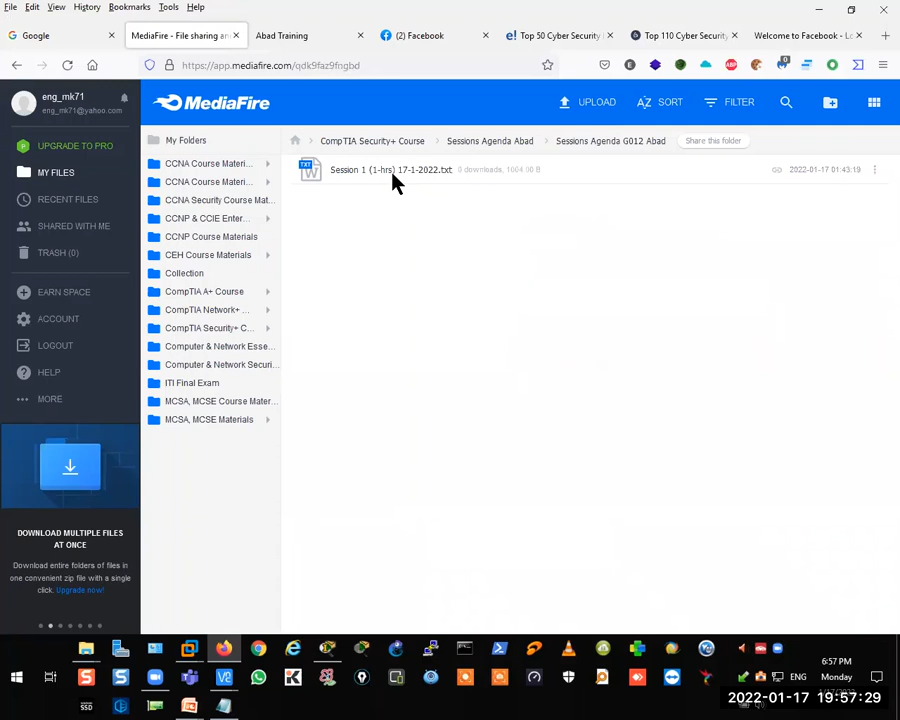 File Edit View History Bookmarks Tools Help
Google
MediaFire - File sharing an
Abad Training
(2) Facebook
Top 50 Cyber Security
Top 110 Cyber Security
Welcome to Facebook - Lo
https://app.mediafire.com/qdk9faz9fngbd
eng_mk71
eng_mk71@yahoo.com
MediaFire
UPLOAD
SORT
FILTER
UPGRADE TO PRO
MY FILES
RECENT FILES
SHARED WITH ME
TRASH (0)
EARN SPACE
ACCOUNT
LOGOUT
HELP
MORE
DOWNLOAD MULTIPLE FILES
AT ONCE
Download entire folders of files in
one convenient zip file with a single
click. Upgrade now!
My Folders
CCNA Course Materi...
CCNA Course Materi...
CCNA Security Course Mat...
CCNP & CCIE Enter...
CCNP Course Materials
CEH Course Materials
Collection
CompTIA A+ Course
CompTIA Network+ ...
CompTIA Security+ C...
Computer & Network Esse...
Computer & Network Securi...
ITI Final Exam
MCSA, MCSE Course Mater...
MCSA, MCSE Materials
CompTIA Security+ Course
Sessions Agenda Abad
Sessions Agenda G012 Abad
Share this folder
TXT
Session 1 (1-hrs) 17-1-2022.txt
0 downloads, 1004.00 B
2022-01-17 01:43:19
6:57 PM
ENG
Monday
2022-01-17 19:57:29